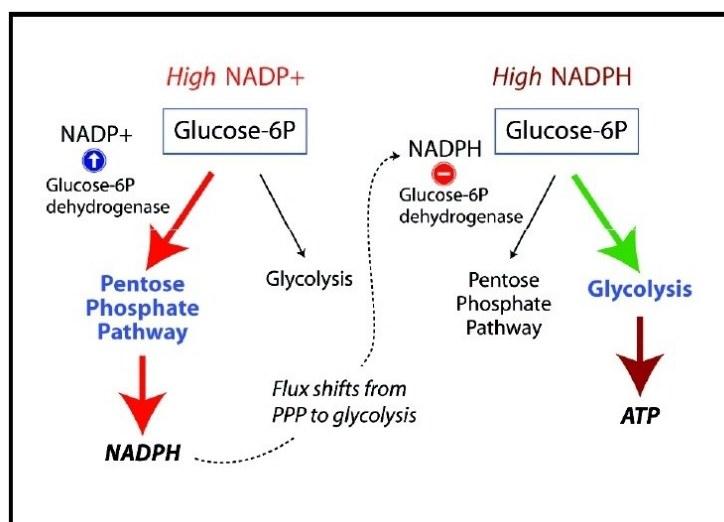 High NADP+
Glucose-6P
NADP+
Glucose-6P
dehydrogenase
Pentose
Phosphate
Pathway
Glycolysis
NADPH
Flux shifts from
PPP to glycolysis
High NADPH
Glucose-6P
NADPH
Glucose-6P
dehydrogenase
Pentose
Phosphate
Pathway
Glycolysis
ATP